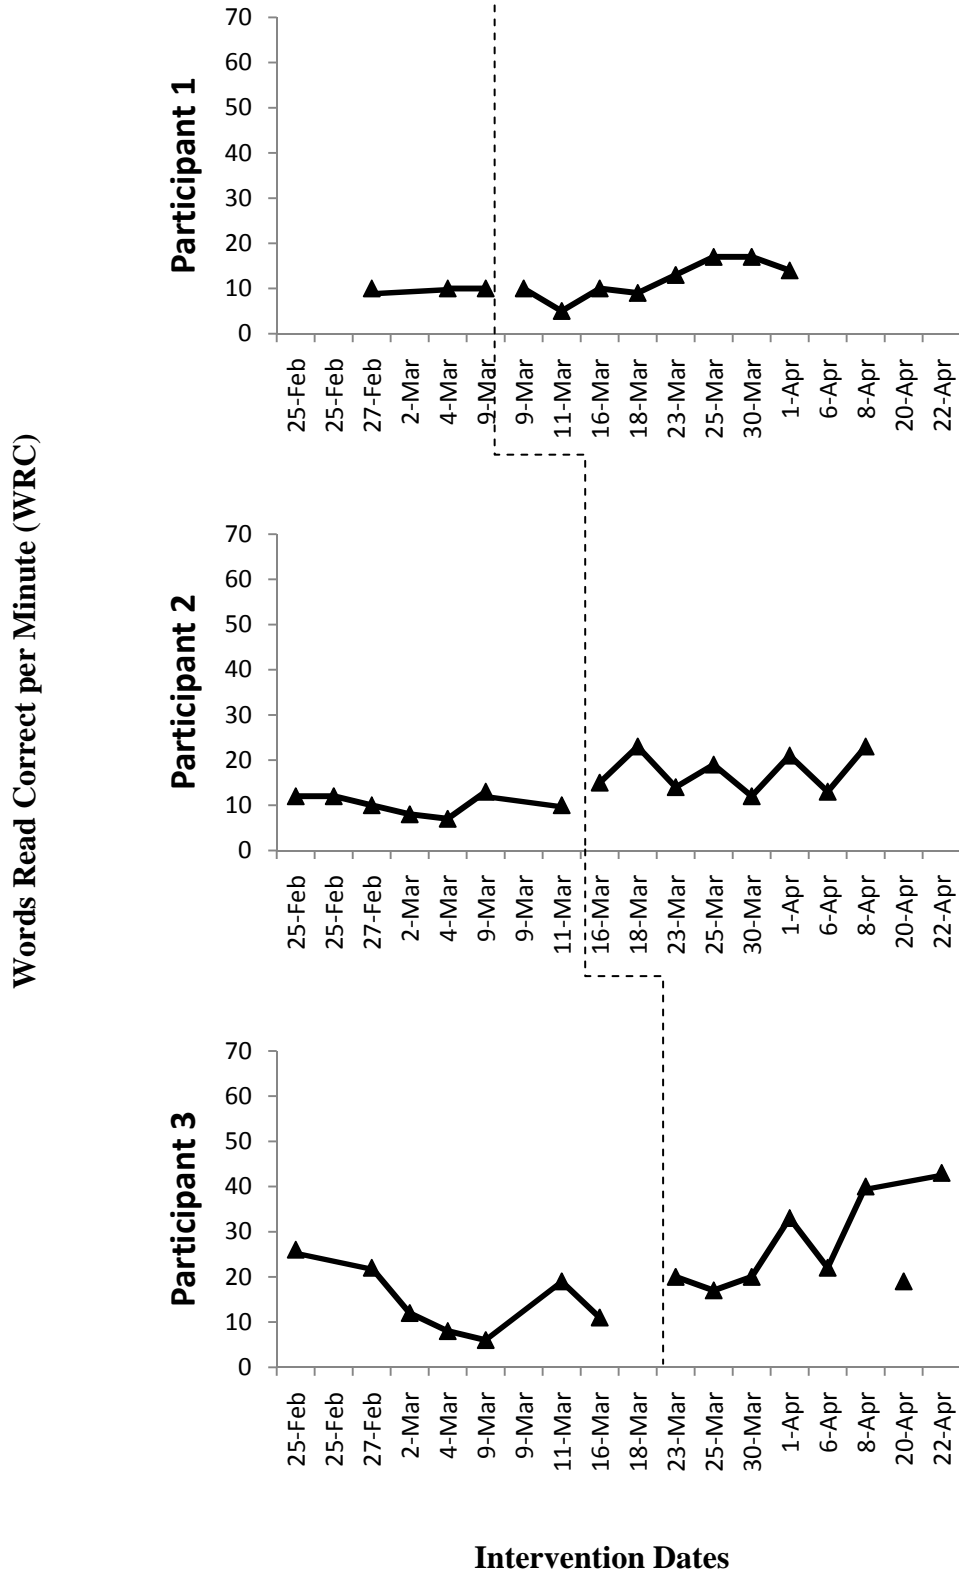 Words Read Correct per Minute (WRC)
Participant 1
70
60
50
40
30
20
10
0
25-Feb
25-Feb
27-Feb
2-Mar
4-Mar
9-Mar
9-Mar
11-Mar
16-Mar
18-Mar
23-Mar
25-Mar
30-Mar
1-Apr
6-Apr
8-Apr
20-Apr
22-Apr
Participant 2
70
60
50
40
30
20
10
0
25-Feb
25-Feb
27-Feb
2-Mar
4-Mar
9-Mar
9-Mar
11-Mar
16-Mar
18-Mar
23-Mar
25-Mar
30-Mar
1-Apr
6-Apr
8-Apr
20-Apr
22-Apr
Participant 3
70
60
50
40
30
20
10
0
25-Feb
25-Feb
27-Feb
2-Mar
4-Mar
9-Mar
9-Mar
11-Mar
16-Mar
18-Mar
23-Mar
25-Mar
30-Mar
1-Apr
6-Apr
8-Apr
20-Apr
22-Apr
Intervention Dates